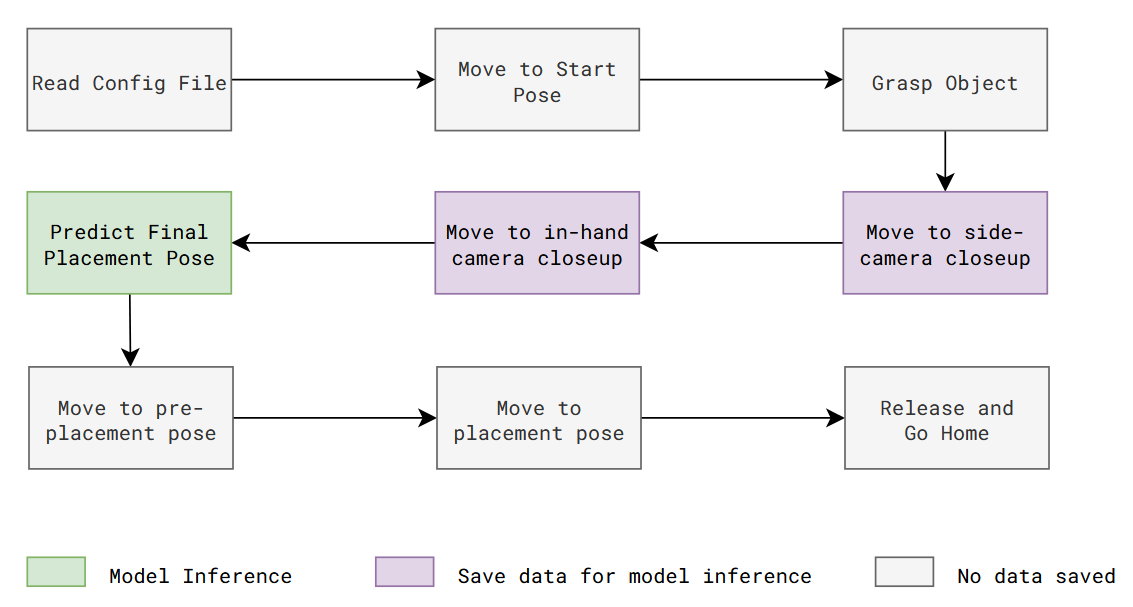 Read Config File
Move to Start
Pose
Grasp Object
Predict Final
Placement Pose
Move to in-hand
camera closeup
Move to side-
camera closeup
Move to pre-
placement pose
Move to
placement pose
Release and
Go Home
Model Inference
Save data for model inference
No data saved